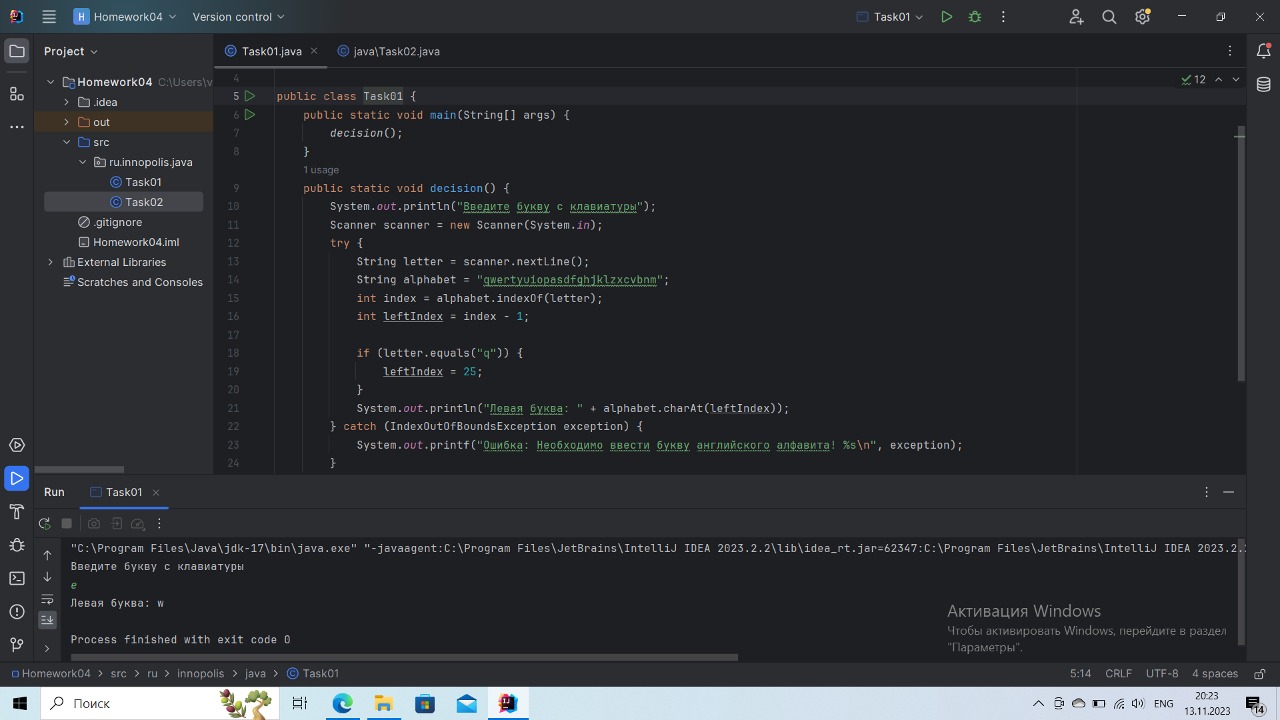 H Homework04 Version control Task01
Project
Task01.java java\Task02.java
Homework04 C:\Users\v
.idea
out
src
ru.innopolis.java
Task01
Task02
.gitignore
Homework04.iml
External Libraries
Scratches and Consoles
12
4
5 public class Task01 {
6 public static void main(String[] args) {
7 decision();
8 }
1 usage
9 public static void decision() {
10 System.out.println("Введите букву с клавиатуры");
11 Scanner scanner = new Scanner(System.in);
12 try {
13 String letter = scanner.nextLine();
14 String alphabet = "qwertyuiopasdfghjklzxcvbnm";
15 int index = alphabet.indexOf(letter);
16 int leftIndex = index - 1;
17
18 if (letter.equals("q")) {
19 leftIndex = 25;
20 }
21 System.out.println("Левая буква: " + alphabet.charAt(leftIndex));
22 } catch (IndexOutOfBoundsException exception) {
23 System.out.printf("Ошибка: Необходимо ввести букву английского алфавита! %s\n", exception);
24 }
Run Task01
"C:\Program Files\Java\jdk-17\bin\java.exe" "-javaagent:C:\Program Files\JetBrains\IntelliJ IDEA 2023.2.2\lib\idea_rt.jar=62347:C:\Program Files\JetBrains\IntelliJ IDEA 2023.2.
Введите букву с клавиатуры
e
Левая буква: w
Process finished with exit code 0
Активация Windows
Чтобы активировать Windows, перейдите в раздел
"Параметры".
Homework04 > src > ru > innopolis > java > Task01 5:14 CRLF UTF-8 4 spaces
Поиск
ENG
20:23
13.11.2023
14